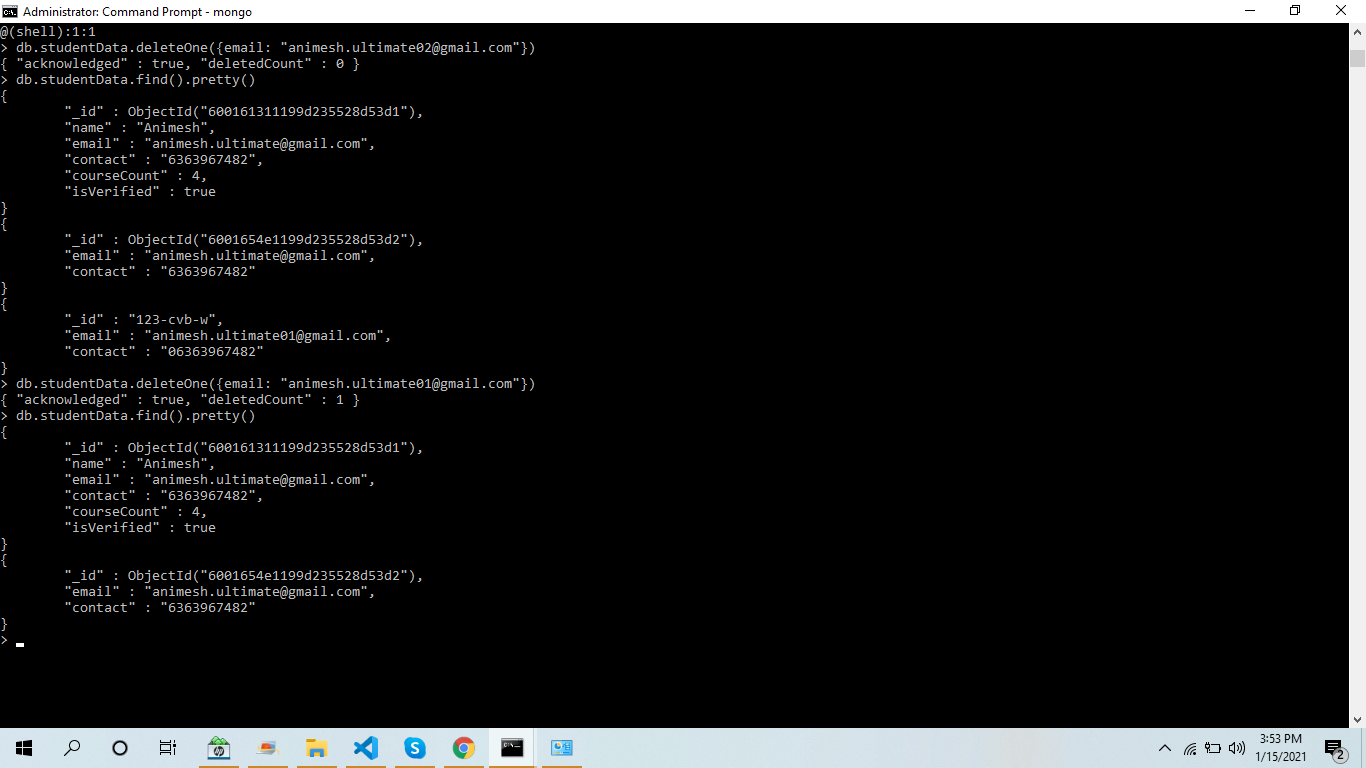 Administrator: Command Prompt - mongo
@(shell):1:1
> db.studentData.deleteOne({email: "animesh.ultimate02@gmail.com"})
{ "acknowledged" : true, "deletedCount" : 0 }
> db.studentData.find().pretty()
{
        "_id" : ObjectId("600161311199d235528d53d1"),
        "name" : "Animesh",
        "email" : "animesh.ultimate@gmail.com",
        "contact" : "6363967482",
        "courseCount" : 4,
        "isVerified" : true
}
{
        "_id" : ObjectId("6001654e1199d235528d53d2"),
        "email" : "animesh.ultimate@gmail.com",
        "contact" : "6363967482"
}
{
        "_id" : "123-cvb-w",
        "email" : "animesh.ultimate01@gmail.com",
        "contact" : "06363967482"
}
> db.studentData.deleteOne({email: "animesh.ultimate01@gmail.com"})
{ "acknowledged" : true, "deletedCount" : 1 }
> db.studentData.find().pretty()
{
        "_id" : ObjectId("600161311199d235528d53d1"),
        "name" : "Animesh",
        "email" : "animesh.ultimate@gmail.com",
        "contact" : "6363967482",
        "courseCount" : 4,
        "isVerified" : true
}
{
        "_id" : ObjectId("6001654e1199d235528d53d2"),
        "email" : "animesh.ultimate@gmail.com",
        "contact" : "6363967482"
}
>
3:53 PM
1/15/2021
2